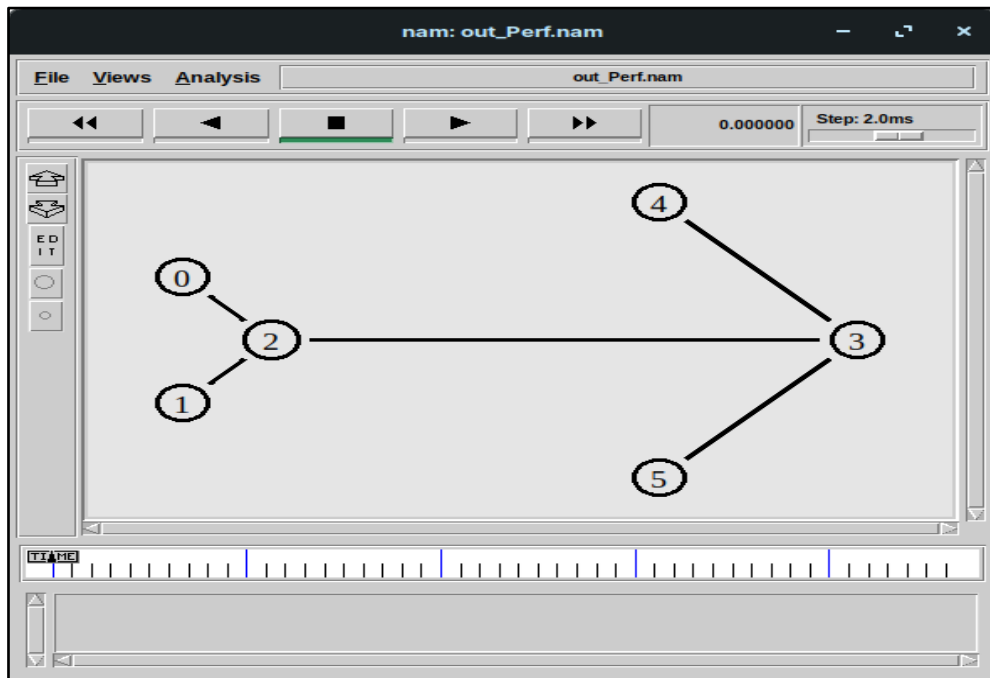 nam: out_Perf.nam
File Views Analysis out_Perf.nam
0.000000 Step: 2.0ms
4
E D
I T
0
2
3
1
5
TIME